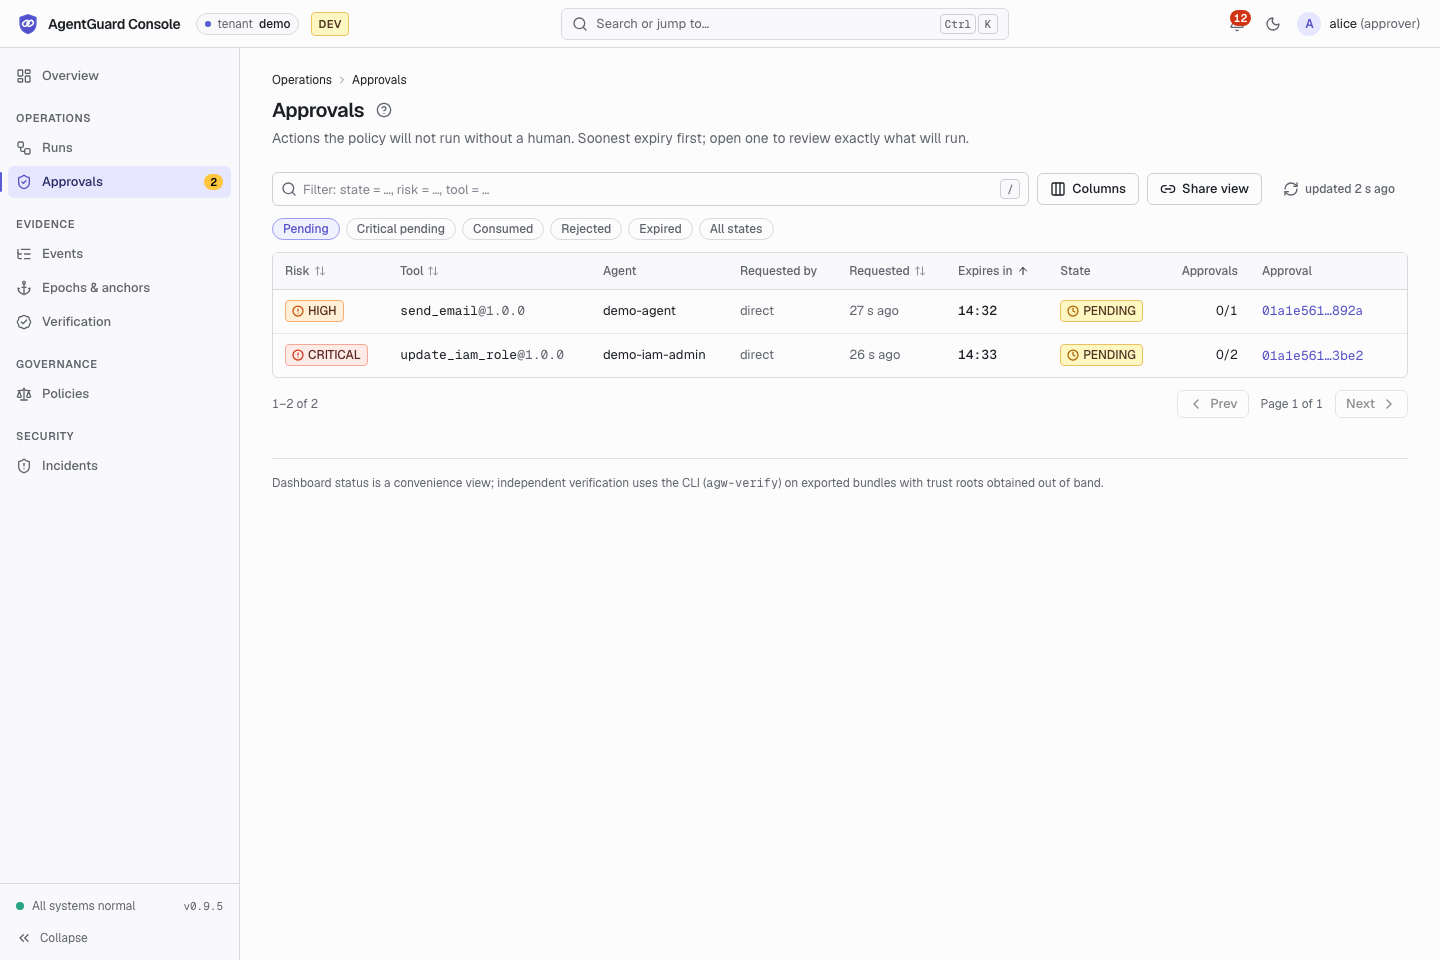 AgentGuard Console tenant demo DEV Search or jump to... Ctrl K 12 A alice (approver)
Overview
OPERATIONS
Runs
Approvals 2
EVIDENCE
Events
Epochs & anchors
Verification
GOVERNANCE
Policies
SECURITY
Incidents
All systems normal v0.9.5
Collapse
Operations Approvals
Approvals
Actions the policy will not run without a human. Soonest expiry first; open one to review exactly what will run.
Filter: state = ..., risk = ..., tool = ... / Columns Share view updated 2 s ago
Pending Critical pending Consumed Rejected Expired All states
Risk Tool Agent Requested by Requested Expires in State Approvals Approval
HIGH send_email@1.0.0 demo-agent direct 27 s ago 14:32 PENDING 0/1 01a1e561…892a
CRITICAL update_iam_role@1.0.0 demo-iam-admin direct 26 s ago 14:33 PENDING 0/2 01a1e561…3be2
1–2 of 2 Prev Page 1 of 1 Next
Dashboard status is a convenience view; independent verification uses the CLI (agw-verify) on exported bundles with trust roots obtained out of band.